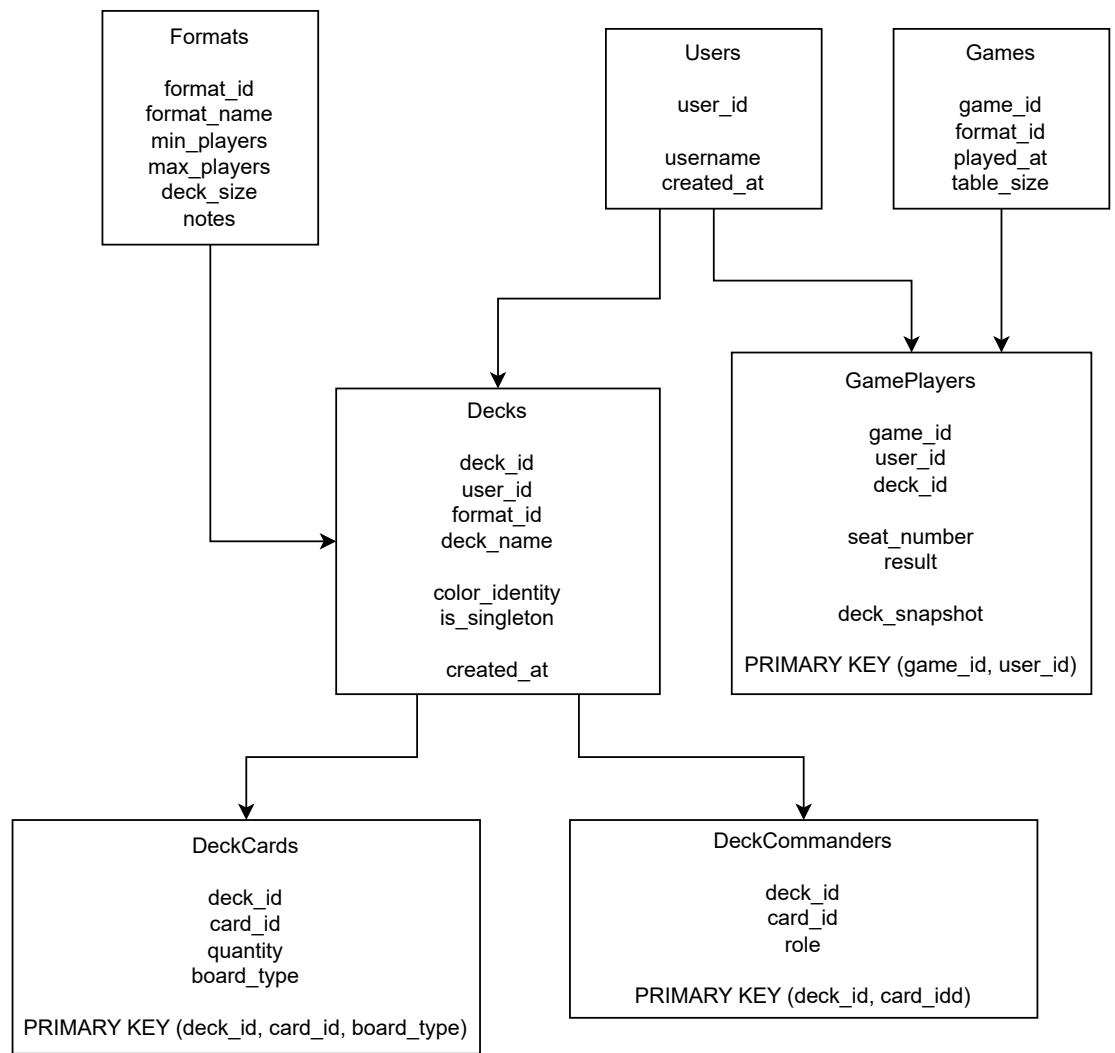 Formats
format_id
format_name
min_players
max_players
deck_size
notes
Users
user_id
username
created_at
Games
game_id
format_id
played_at
table_size
Decks
deck_id
user_id
format_id
deck_name
color_identity
is_singleton
created_at
GamePlayers
game_id
user_id
deck_id
seat_number
result
deck_snapshot
PRIMARY KEY (game_id, user_id)
DeckCards
deck_id
card_id
quantity
board_type
PRIMARY KEY (deck_id, card_id, board_type)
DeckCommanders
deck_id
card_id
role
PRIMARY KEY (deck_id, card_idd)